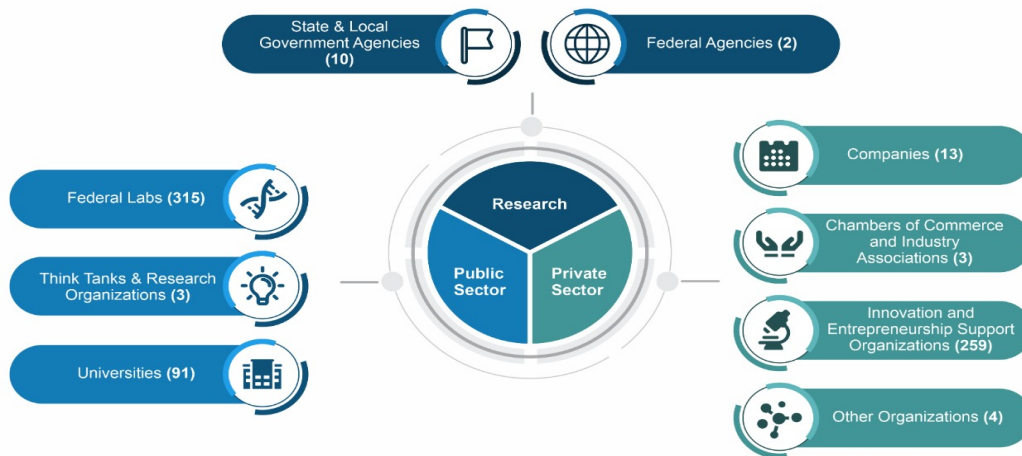 State & Local
Government Agencies
(10)
Federal Agencies (2)
Federal Labs (315)
Think Tanks & Research
Organizations (3)
Universities (91)
Research
Public
Sector
Private
Sector
Companies (13)
Chambers of Commerce
and Industry
Associations (3)
Innovation and
Entrepreneurship Support
Organizations (259)
Other Organizations (4)